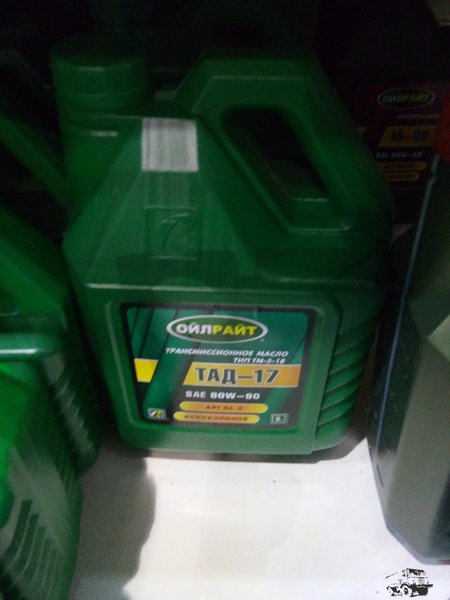 ОЙЛРАЙТ
М-8В
ОЙЛРАЙТ
ТРАНСМИССИОННОЕ МАСЛО
ТИП ТМ-5-18
ТАД-17
SAE 80W-90
API GL-5
ВСЕСЕЗОННОЕ